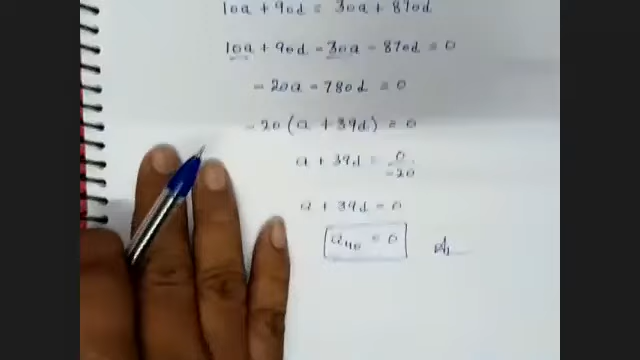 10a + 90d = 30a + 870d
10a + 90d - 30a - 870d = 0
- 20a - 780d = 0
- 20 (a + 39d) = 0
a + 39d = 0/-20
a + 39d = 0
a₄₀ = 0